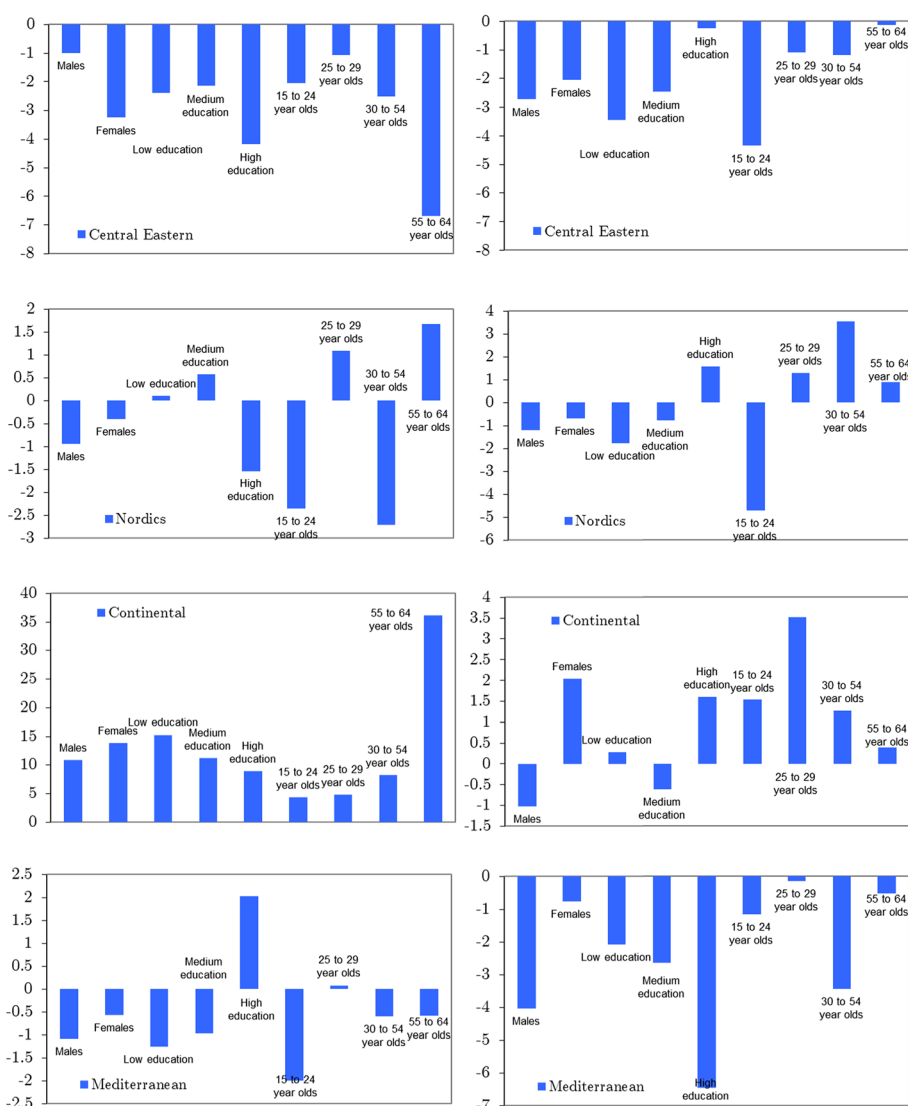 0
-1
-2
-3
-4
-5
-6
-7
-8
Males
Females
Low education
Medium
education
High
education
15 to 24
year olds
25 to 29
year olds
30 to 54
year olds
55 to 64
year olds
Central Eastern
0
-1
-2
-3
-4
-5
-6
-7
-8
Males
Females
Low education
Medium
education
High
education
15 to 24
year olds
25 to 29
year olds
30 to 54
year olds
55 to 64
year olds
Central Eastern
2
1.5
1
0.5
0
-0.5
-1
-1.5
-2
-2.5
-3
Males
Females
Low education
Medium
education
High
education
15 to 24
year olds
25 to 29
year olds
30 to 54
year olds
55 to 64
year olds
Nordics
4
3
2
1
0
-1
-2
-3
-4
-5
-6
Males
Females
Low education
Medium
education
High
education
15 to 24
year olds
25 to 29
year olds
30 to 54
year olds
55 to 64
year olds
Nordics
40
35
30
25
20
15
10
5
0
Continental
Males
Females
Low education
Medium
education
High
education
15 to 24
year olds
25 to 29
year olds
30 to 54
year olds
55 to 64
year olds
4
3.5
3
2.5
2
1.5
1
0.5
0
-0.5
-1
-1.5
Continental
Males
Females
Low education
Medium
education
High
education
15 to 24
year olds
25 to 29
year olds
30 to 54
year olds
55 to 64
year olds
2.5
2
1.5
1
0.5
0
-0.5
-1
-1.5
-2
-2.5
Males
Females
Low education
Medium
education
High
education
15 to 24
year olds
25 to 29
year olds
30 to 54
year olds
55 to 64
year olds
Mediterranean
0
-1
-2
-3
-4
-5
-6
-7
Males
Females
Low education
Medium
education
High
education
15 to 24
year olds
25 to 29
year olds
30 to 54
year olds
55 to 64
year olds
Mediterranean